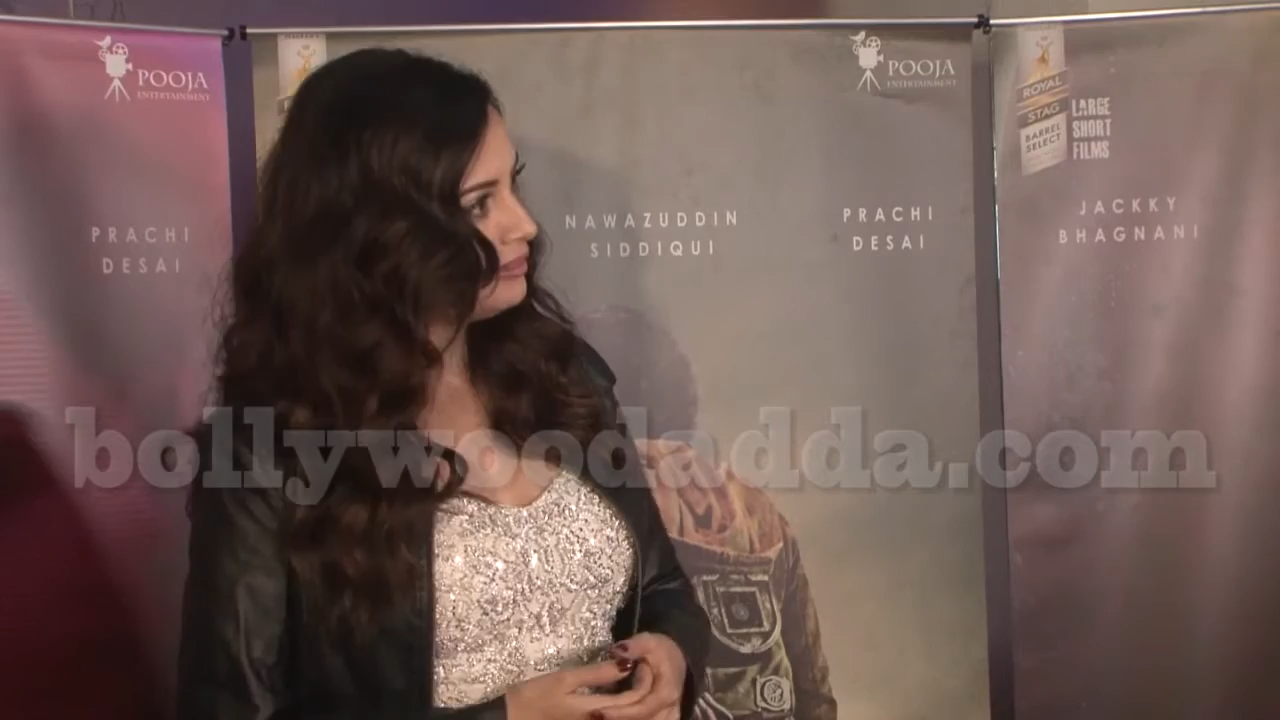 POOJA
ENTERTAINMENT
PRACHI
DESAI
NAWAZUDDIN
SIDDIQUI
POOJA
ENTERTAINMENT
PRACHI
DESAI
ROYAL
STAG
BARREL
SELECT
LARGE
SHORT
FILMS
JACKKY
BHAGNANI
bollywoodadda.com